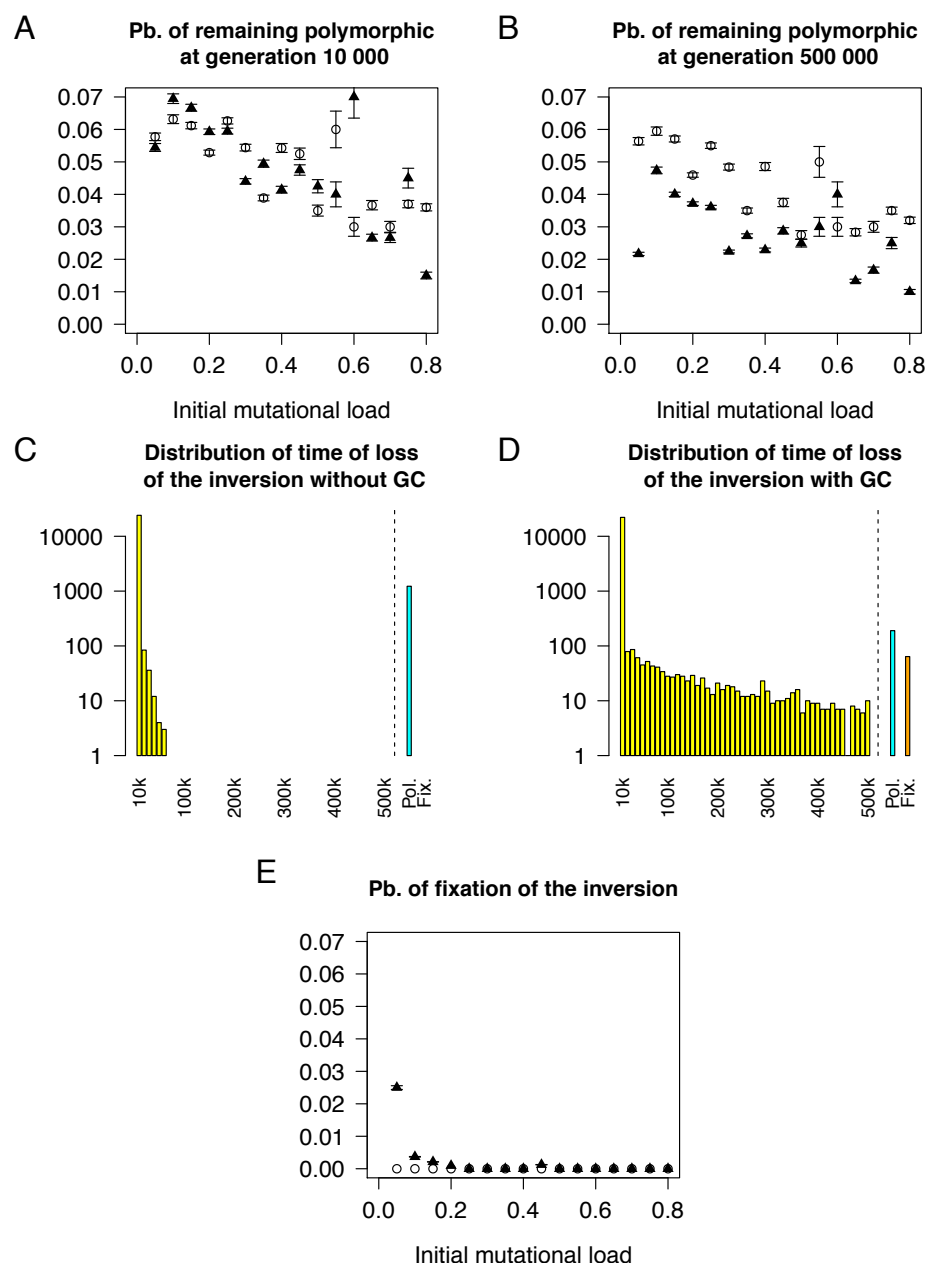 A
Pb. of remaining polymorphic
at generation 10 000
0.07
0.06
0.05
0.04
0.03
0.02
0.01
0.00
0.0 0.2 0.4 0.6 0.8
Initial mutational load
B
Pb. of remaining polymorphic
at generation 500 000
0.07
0.06
0.05
0.04
0.03
0.02
0.01
0.00
0.0 0.2 0.4 0.6 0.8
Initial mutational load
C
Distribution of time of loss
of the inversion without GC
10000
1000
100
10
1
10k 100k 200k 300k 400k 500k Pol. Fix.
D
Distribution of time of loss
of the inversion with GC
10000
1000
100
10
1
10k 100k 200k 300k 400k 500k Pol. Fix.
E
Pb. of fixation of the inversion
0.07
0.06
0.05
0.04
0.03
0.02
0.01
0.00
0.0 0.2 0.4 0.6 0.8
Initial mutational load